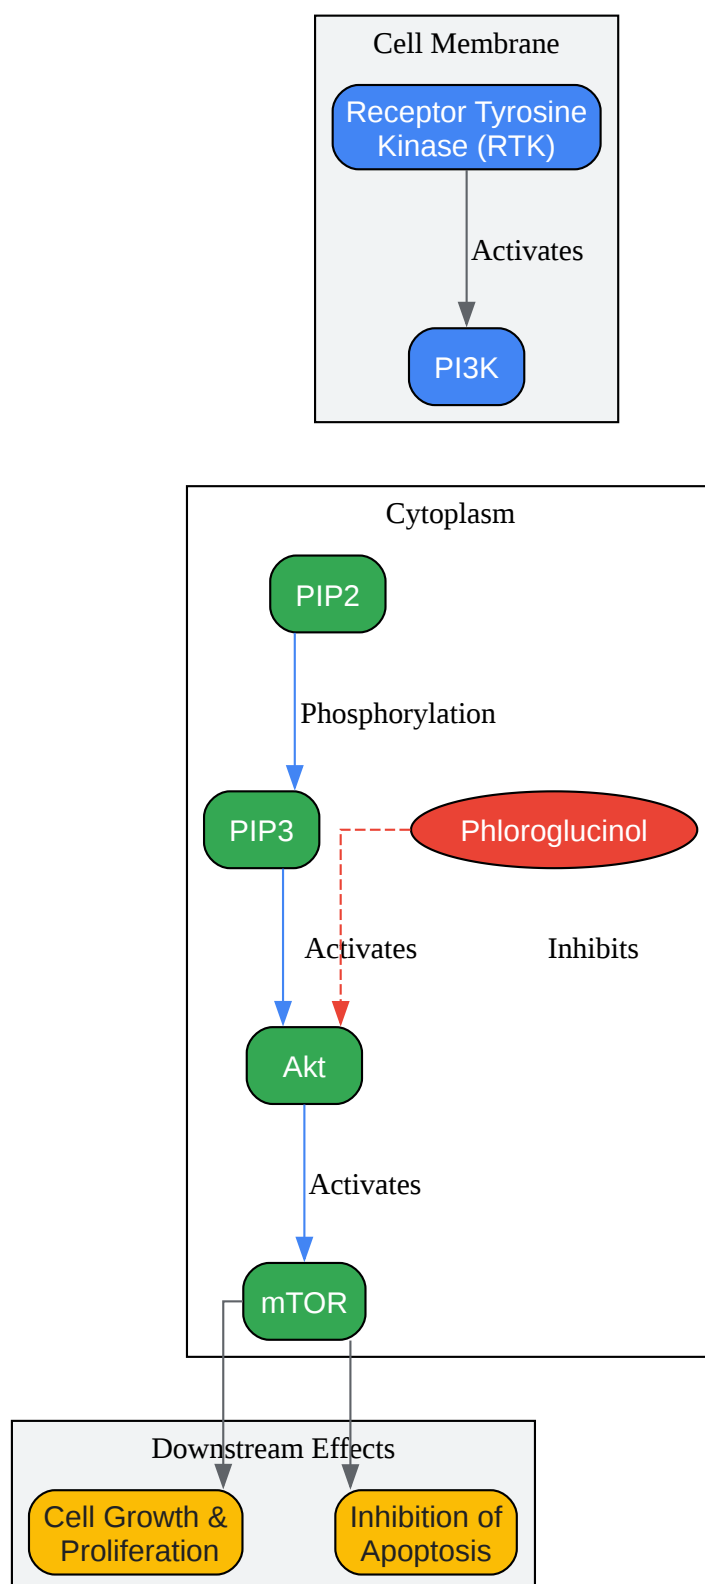 Cell Membrane
Receptor Tyrosine
Kinase (RTK)
Activates
PI3K
Cytoplasm
PIP2
Phosphorylation
PIP3
Phloroglucinol
Activates
Inhibits
Akt
Activates
mTOR
Downstream Effects
Cell Growth &
Proliferation
Inhibition of
Apoptosis